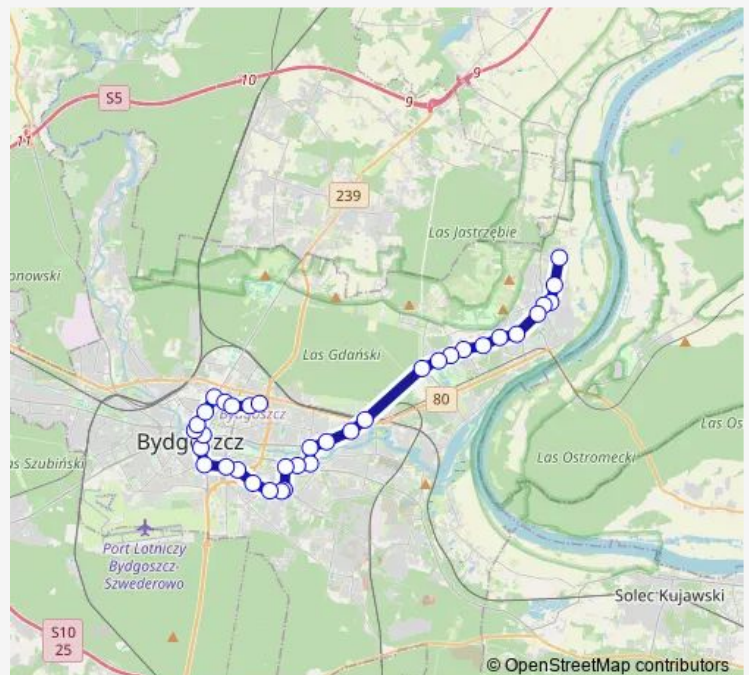 9
10
S5
9
11
239
Las Jastrzębie
onowski
Las Gdański
80
Bydgoszcz
Bydgoszcz
as Szubiński
Las Os
Las Ostromecki
Port Lotniczy
Bydgoszcz-
Szwederowo
Solec Kujawski
S10
25
© OpenStreetMap contributors